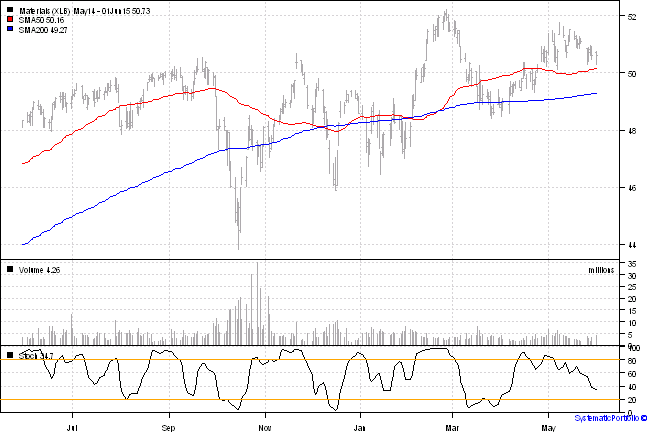 Materials (XLB) May14 - 01Jun15 50.73
SMA50 50.16
SMA200 49.27
52
50
48
46
44
Volume 4.26
millions
35
30
25
20
15
10
5
0
Stoch 34.7
100
80
60
40
20
0
Jul Sep Nov Jan Mar May
SystematicPortfolio ©